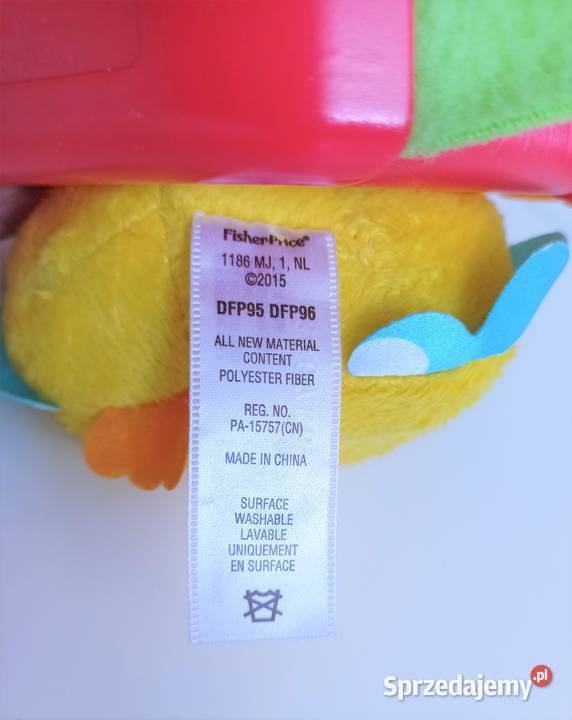 Fisher-Price®
1186 MJ, 1, NL
©2015
DFP95 DFP96
ALL NEW MATERIAL
CONTENT
POLYESTER FIBER
REG. NO.
PA-15757(CN)
MADE IN CHINA
SURFACE
WASHABLE
LAVABLE
UNIQUEMENT
EN SURFACE
Sprzedajemy.pl